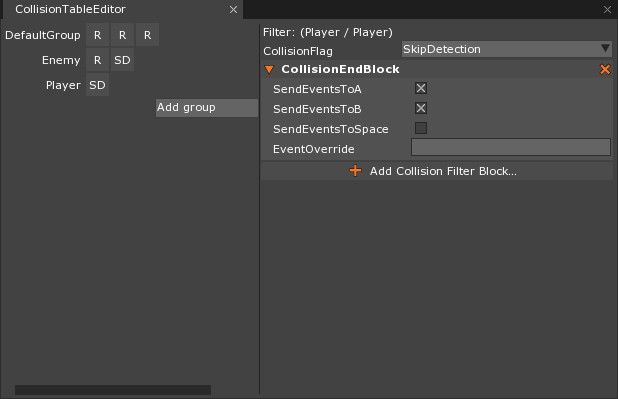 CollisionTableEditor
DefaultGroup R R R
Enemy R SD
Player SD
Add group
Filter: (Player / Player)
CollisionFlag SkipDetection
CollisionEndBlock
SendEventsToA
SendEventsToB
SendEventsToSpace
EventOverride
Add Collision Filter Block...